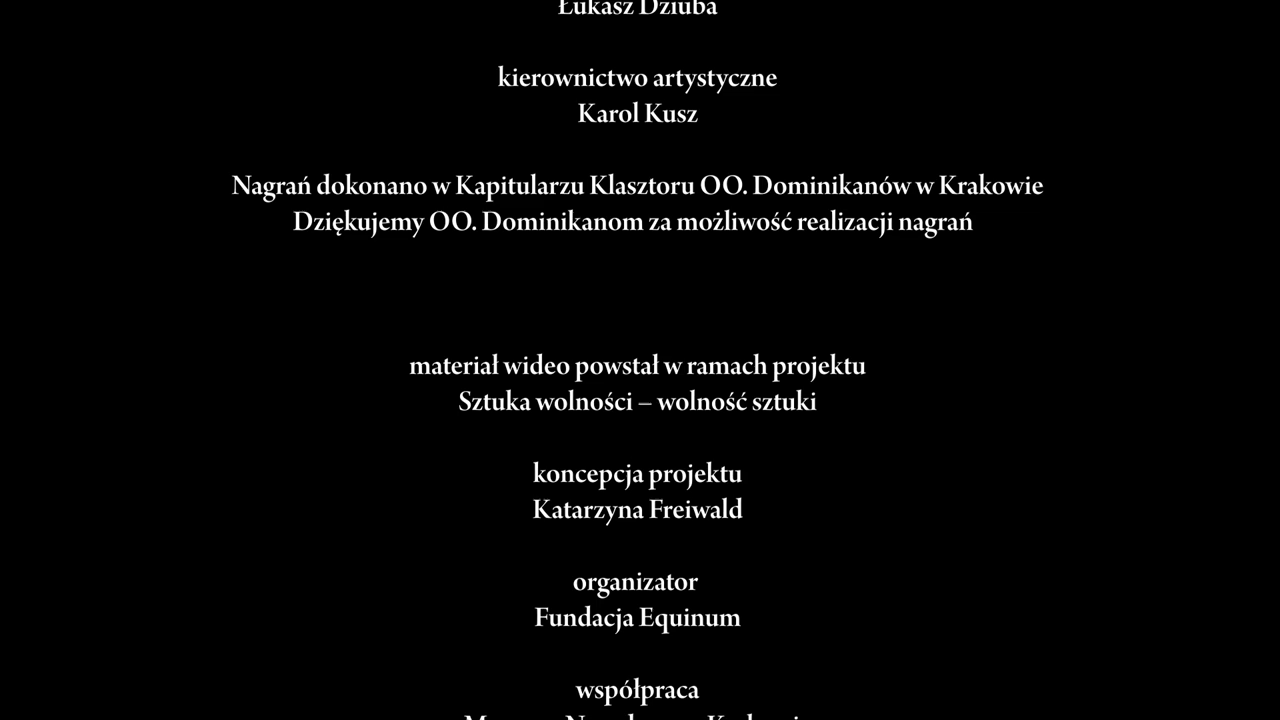 Łukasz Dziuba
kierownictwo artystyczne
Karol Kusz
Nagrań dokonano w Kapitularzu Klasztoru OO. Dominikanów w Krakowie
Dziękujemy OO. Dominikanom za możliwość realizacji nagrań
materiał wideo powstał w ramach projektu
Sztuka wolności – wolność sztuki
koncepcja projektu
Katarzyna Freiwald
organizator
Fundacja Equinum
współpraca